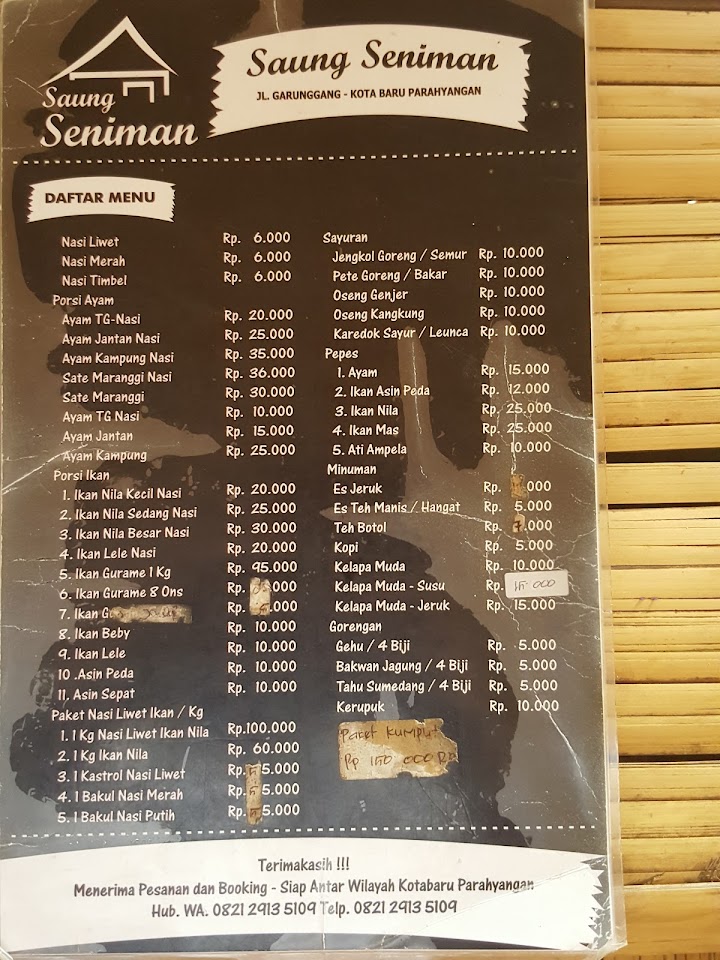 Saung
Seniman
Saung Seniman
JL. GARUNGGANG - KOTA BARU PARAHYANGAN
DAFTAR MENU
Nasi Liwet Rp. 6.000
Nasi Merah Rp. 6.000
Nasi Timbel Rp. 6.000
Porsi Ayam
Ayam TG-Nasi Rp. 20.000
Ayam Jantan Nasi Rp. 25.000
Ayam Kampung Nasi Rp. 35.000
Sate Maranggi Nasi Rp. 36.000
Sate Maranggi Rp. 30.000
Ayam TG Nasi Rp. 10.000
Ayam Jantan Rp. 15.000
Ayam Kampung Rp. 25.000
Porsi Ikan
1. Ikan Nila Kecil Nasi Rp. 20.000
2. Ikan Nila Sedang Nasi Rp. 25.000
3. Ikan Nila Besar Nasi Rp. 30.000
4. Ikan Lele Nasi Rp. 20.000
5. Ikan Gurame 1 Kg Rp. 95.000
6. Ikan Gurame 8 Ons Rp.
7. Ikan Rp. .000
8. Ikan Beby Rp. 10.000
9. Ikan Lele Rp. 10.000
10 .Asin Peda Rp. 10.000
11. Asin Sepat Rp. 10.000
Paket Nasi Liwet Ikan / Kg
1. 1 Kg Nasi Liwet Ikan Nila Rp.100.000
2. 1 Kg Ikan Nila Rp. 60.000
3. 1 Kastrol Nasi Liwet Rp. 5.000
4. 1 Bakul Nasi Merah Rp. 5.000
5. 1 Bakul Nasi Putih Rp. 5.000
Sayuran
Jengkol Goreng / Semur Rp. 10.000
Pete Goreng / Bakar Rp. 10.000
Oseng Genjer Rp. 10.000
Oseng Kangkung Rp. 10.000
Karedok Sayur / Leunca Rp. 10.000
Pepes
1. Ayam Rp. 15.000
2. Ikan Asin Peda Rp. 12.000
3. Ikan Nila Rp. 25.000
4. Ikan Mas Rp. 25.000
5. Ati Ampela Rp. 10.000
Minuman
Es Jeruk Rp. .000
Es Teh Manis / Hangat Rp. 5.000
Teh Botol Rp. .000
Kopi Rp. 5.000
Kelapa Muda Rp. 10.000
Kelapa Muda - Susu Rp. 15 000
Kelapa Muda - Jeruk Rp. 15.000
Gorengan
Gehu / 4 Biji Rp. 5.000
Bakwan Jagung / 4 Biji Rp. 5.000
Tahu Sumedang / 4 Biji Rp. 5.000
Kerupuk Rp. 10.000
Paket Kumplit
Rp 150 000
Terimakasih !!!
Menerima Pesanan dan Booking - Siap Antar Wilayah Kotabaru Parahyangan
Hub. WA. 0821 2913 5109 Telp. 0821 2913 5109